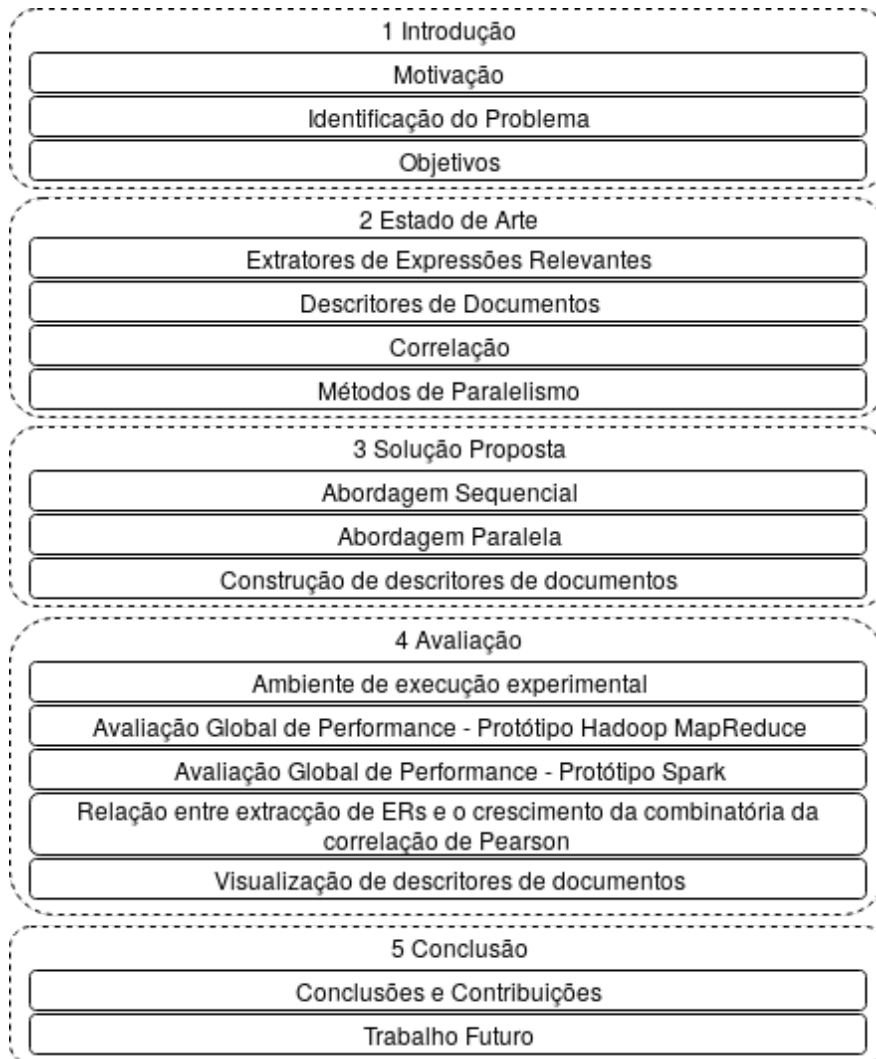 1 Introdução
Motivação
Identificação do Problema
Objetivos
2 Estado de Arte
Extratores de Expressões Relevantes
Descritores de Documentos
Correlação
Métodos de Paralelismo
3 Solução Proposta
Abordagem Sequencial
Abordagem Paralela
Construção de descritores de documentos
4 Avaliação
Ambiente de execução experimental
Avaliação Global de Performance - Protótipo Hadoop MapReduce
Avaliação Global de Performance - Protótipo Spark
Relação entre extracção de ERs e o crescimento da combinatória da
correlação de Pearson
Visualização de descritores de documentos
5 Conclusão
Conclusões e Contribuições
Trabalho Futuro